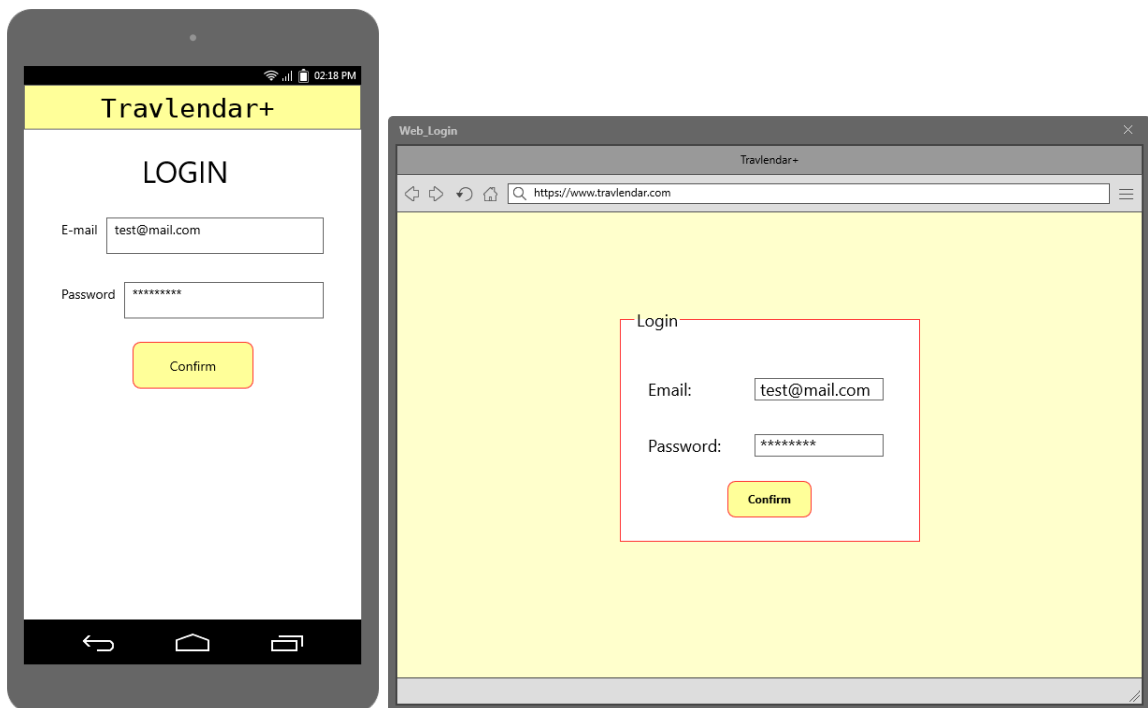 02:18 PM
Travlendar+
LOGIN
E-mail test@mail.com
Password *********
Confirm
Web_Login
Travlendar+
https://www.travlendar.com
Login
Email: test@mail.com
Password: ********
Confirm